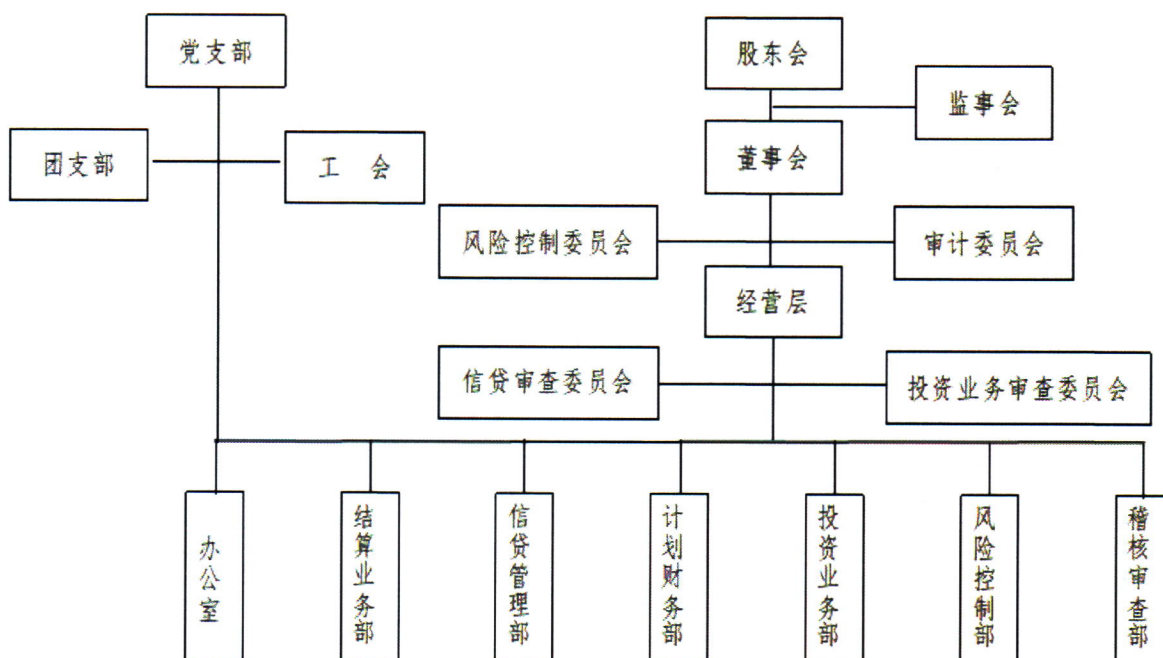 党支部
股东会
监事会
团支部
工 会
董事会
风险控制委员会
审计委员会
经营层
信贷审查委员会
投资业务审查委员会
办公室
结算业务部
信贷管理部
计划财务部
投资业务部
风险控制部
稽核审查部